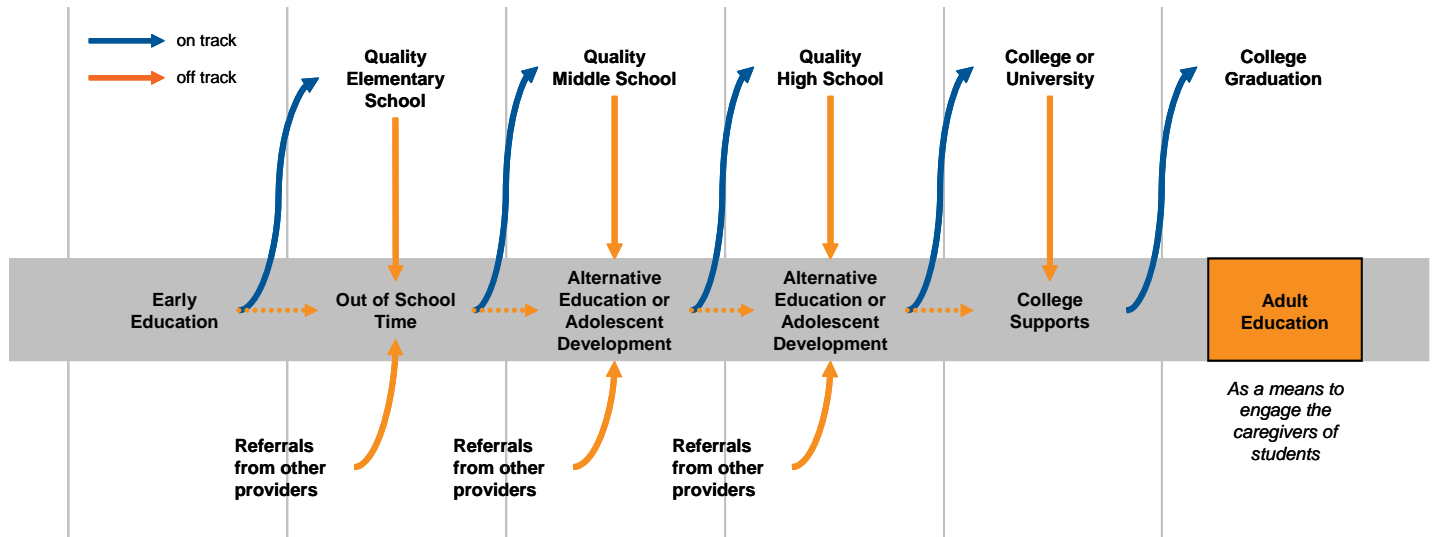 on track
off track
Quality
Elementary
School
Quality
Middle School
Quality
High School
College or
University
College
Graduation
Early
Education
Out of School
Time
Alternative
Education or
Adolescent
Development
Alternative
Education or
Adolescent
Development
College
Supports
Adult
Education
As a means to
engage the
caregivers of
students
Referrals
from other
providers
Referrals
from other
providers
Referrals
from other
providers